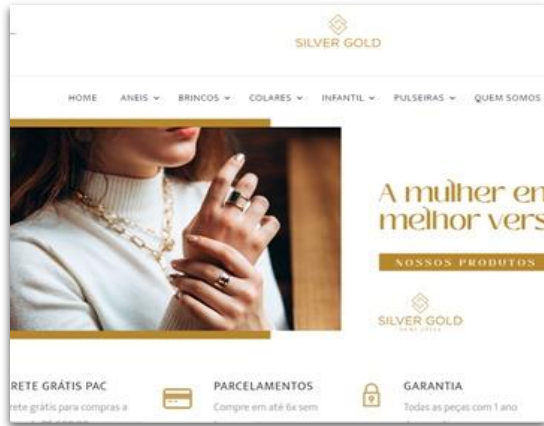 SILVER GOLD
HOME ANEIS BRINCOS COLARES INFANTIL PULSEIRAS QUEM SOMOS
A mulher em
melhor vers
NOSSOS PRODUTOS
SILVER GOLD
RETE GRÁTIS PAC
PARCELAMENTOS
GARANTIA
rete grátis para compras a
Compre em até 6x sem
Todas as peças com 1 ano